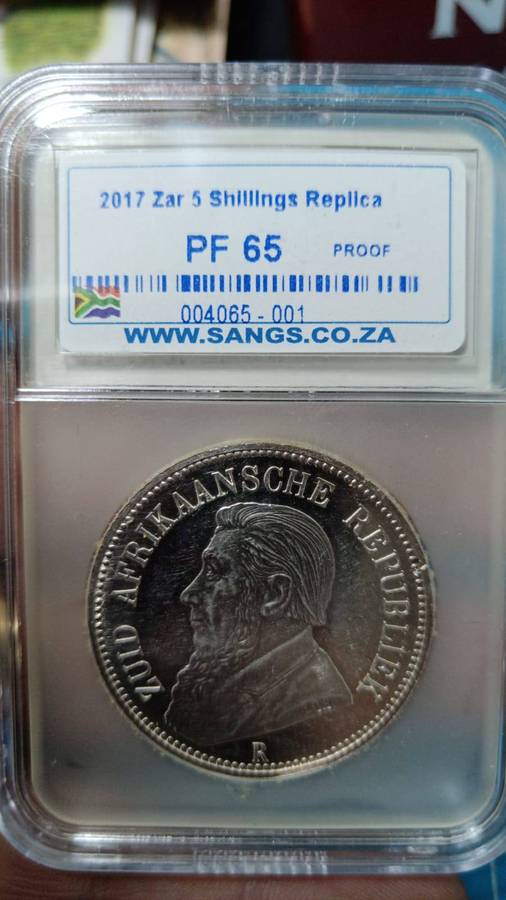 N
2017 Zar 5 Shillings Replica
PF 65 PROOF
004065 - 001
WWW.SANGS.CO.ZA
ZUID AFRIKAANSCHE REPUBLIEK
R